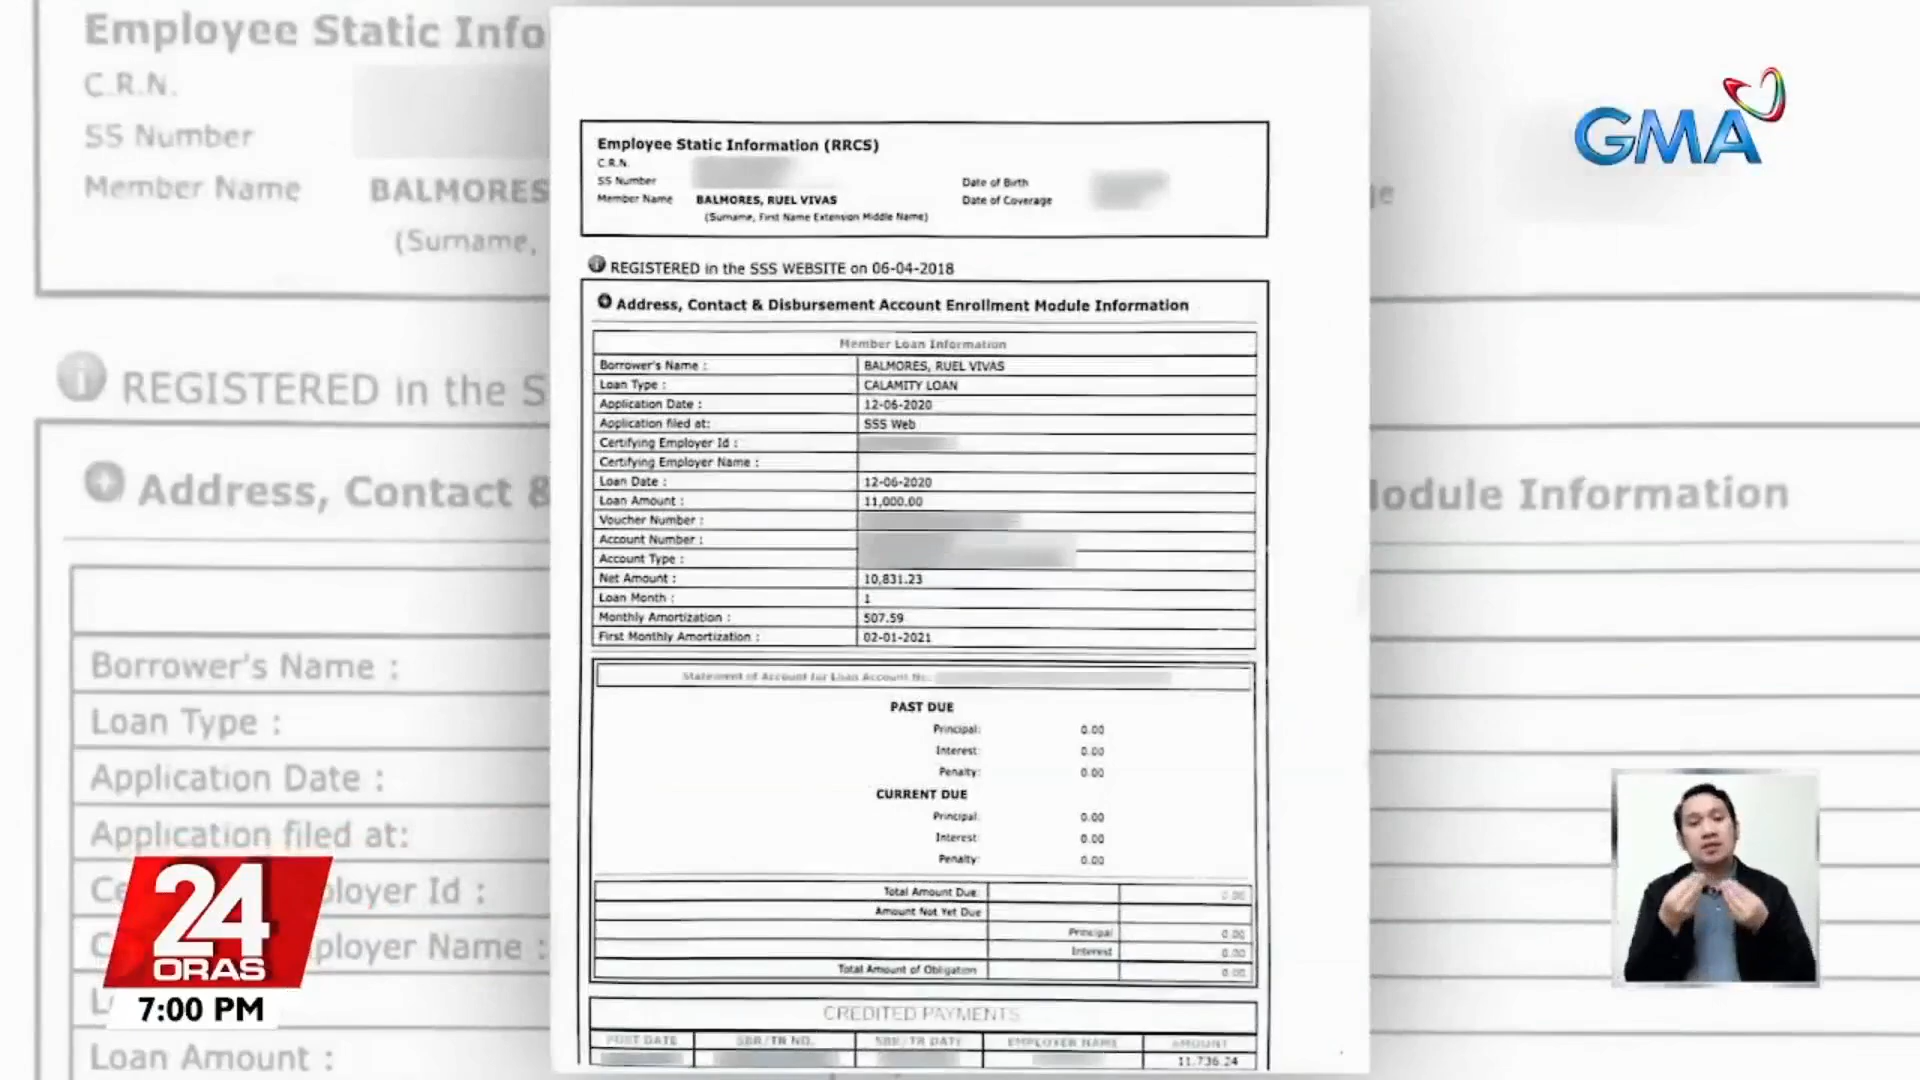 Employee Static Info
C.R.N.
SS Number
Member Name BALMORES
(Surname,
REGISTERED in the S
Address, Contact &
Module Information
Borrower's Name :
Loan Type :
Application Date :
Application filed at:
ployer Id :
ployer Name :
Loan Amount :
Employee Static Information (RRCS)
C.R.N.
SS Number Date of Birth
Member Name BALMORES, RUEL VIVAS Date of Coverage
(Surname, First Name Extension Middle Name)
REGISTERED in the SSS WEBSITE on 06-04-2018
Address, Contact & Disbursement Account Enrollment Module Information
Member Loan Information
Borrower's Name : BALMORES, RUEL VIVAS
Loan Type : CALAMITY LOAN
Application Date : 12-06-2020
Application filed at: SSS Web
Certifying Employer Id :
Certifying Employer Name :
Loan Date : 12-06-2020
Loan Amount : 11,000.00
Voucher Number :
Account Number :
Account Type :
Net Amount : 10,831.23
Loan Month : 1
Monthly Amortization : 507.59
First Monthly Amortization : 02-01-2021
Statement of Account for Loan Account No.
PAST DUE
Principal: 0.00
Interest: 0.00
Penalty: 0.00
CURRENT DUE
Principal: 0.00
Interest: 0.00
Penalty: 0.00
Total Amount Due: 0.00
Amount Not Yet Due
Principal 0.00
Interest 0.00
Total Amount of Obligation 0.00
CREDITED PAYMENTS
POST DATE SBR/TR NO. SBR/TR DATE EMPLOYER NAME AMOUNT
11,736.24
GMA
24
ORAS
7:00 PM